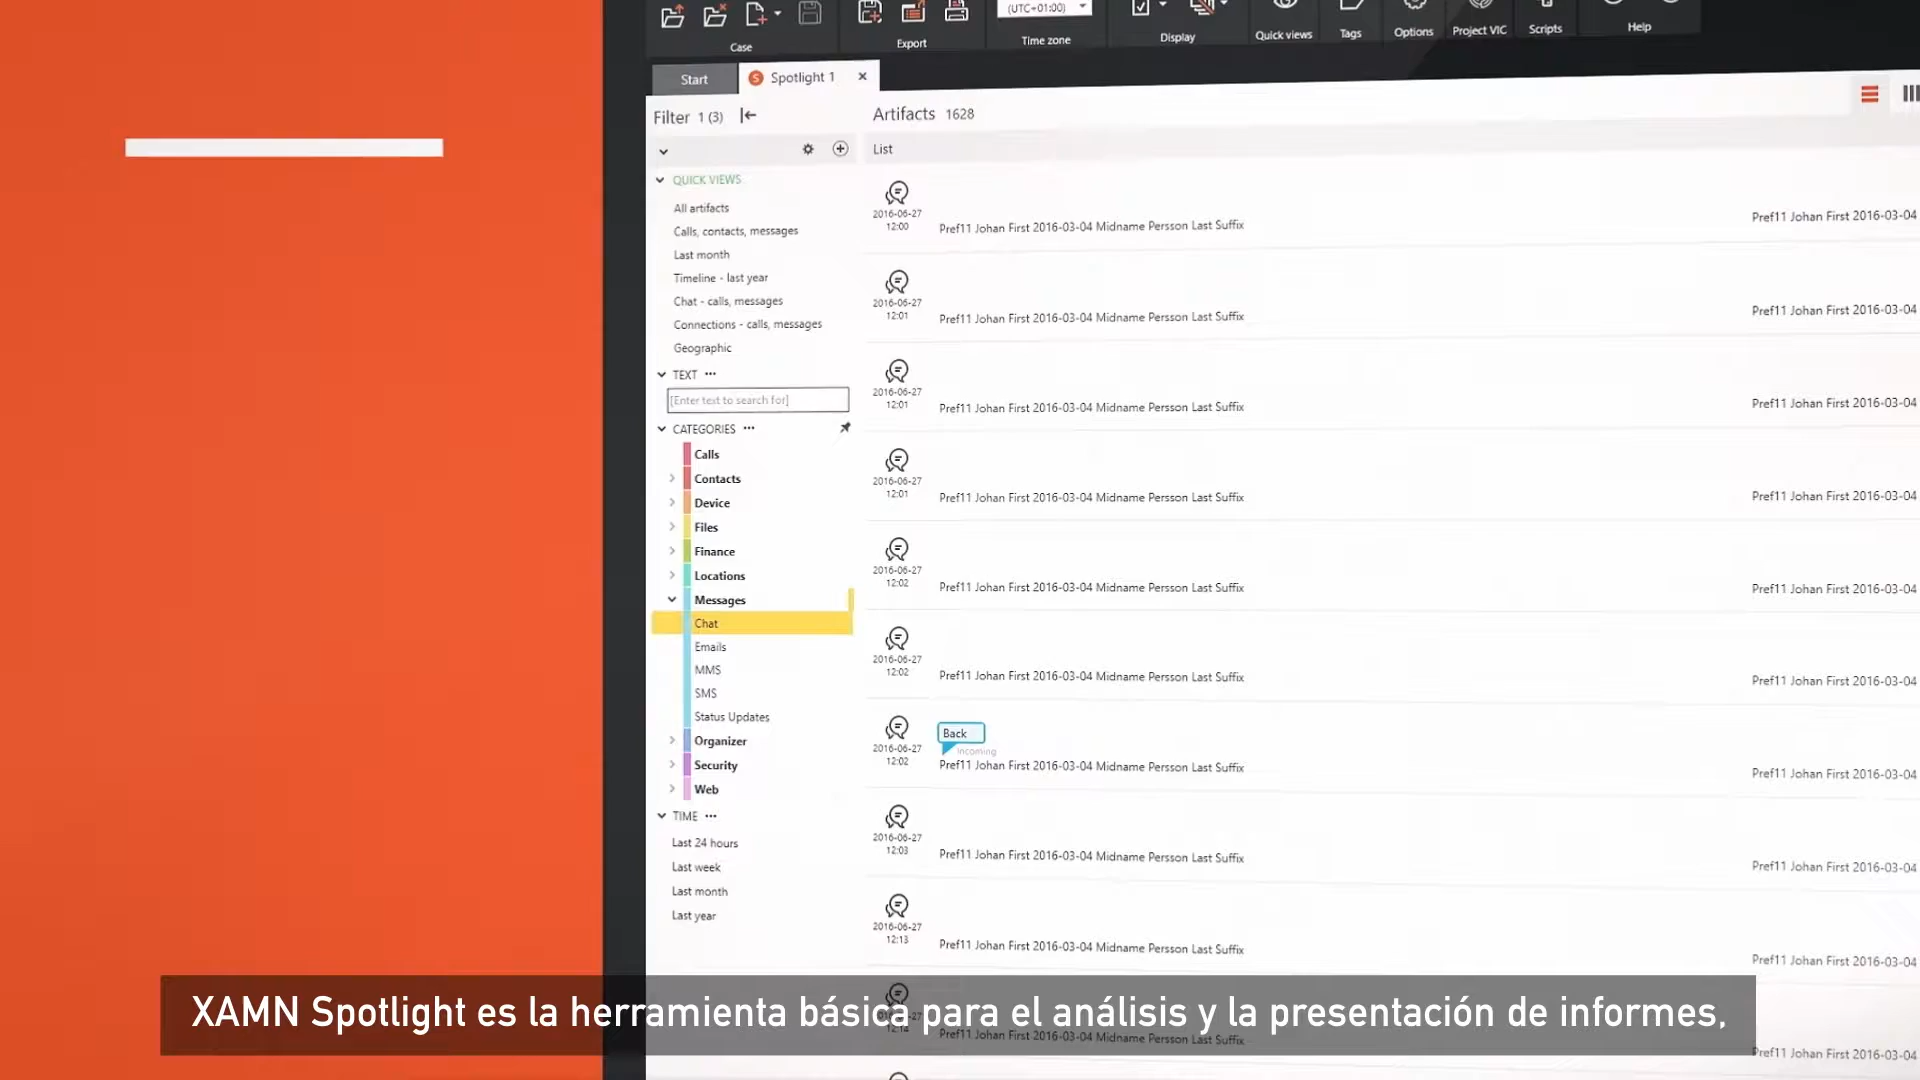 Case
Export
(UTC+01:00)
Time zone
Display
Quick views
Tags
Options
Project VIC
Scripts
Help
Start
Spotlight 1
Filter 1 (3)
Artifacts 1628
List
QUICK VIEWS
All artifacts
Calls, contacts, messages
Last month
Timeline - last year
Chat - calls, messages
Connections - calls, messages
Geographic
TEXT
[Enter text to search for]
CATEGORIES
Calls
Contacts
Device
Files
Finance
Locations
Messages
Chat
Emails
MMS
SMS
Status Updates
Organizer
Security
Web
TIME
Last 24 hours
Last week
Last month
Last year
2016-06-27
12:00
Pref11 Johan First 2016-03-04 Midname Persson Last Suffix
Pref11 Johan First 2016-03-04
2016-06-27
12:01
Pref11 Johan First 2016-03-04 Midname Persson Last Suffix
Pref11 Johan First 2016-03-04
2016-06-27
12:01
Pref11 Johan First 2016-03-04 Midname Persson Last Suffix
Pref11 Johan First 2016-03-04
2016-06-27
12:01
Pref11 Johan First 2016-03-04 Midname Persson Last Suffix
Pref11 Johan First 2016-03-04
2016-06-27
12:02
Pref11 Johan First 2016-03-04 Midname Persson Last Suffix
Pref11 Johan First 2016-03-04
2016-06-27
12:02
Pref11 Johan First 2016-03-04 Midname Persson Last Suffix
Pref11 Johan First 2016-03-04
2016-06-27
12:02
Back
Incoming
Pref11 Johan First 2016-03-04 Midname Persson Last Suffix
Pref11 Johan First 2016-03-04
2016-06-27
12:03
Pref11 Johan First 2016-03-04 Midname Persson Last Suffix
Pref11 Johan First 2016-03-04
2016-06-27
12:13
Pref11 Johan First 2016-03-04 Midname Persson Last Suffix
Pref11 Johan First 2016-03-04
XAMN Spotlight es la herramienta básica para el análisis y la presentación de informes,
12:14
Pref11 Johan First 2016-03-04 Midname Persson Last Suffix
Pref11 Johan First 2016-03-04